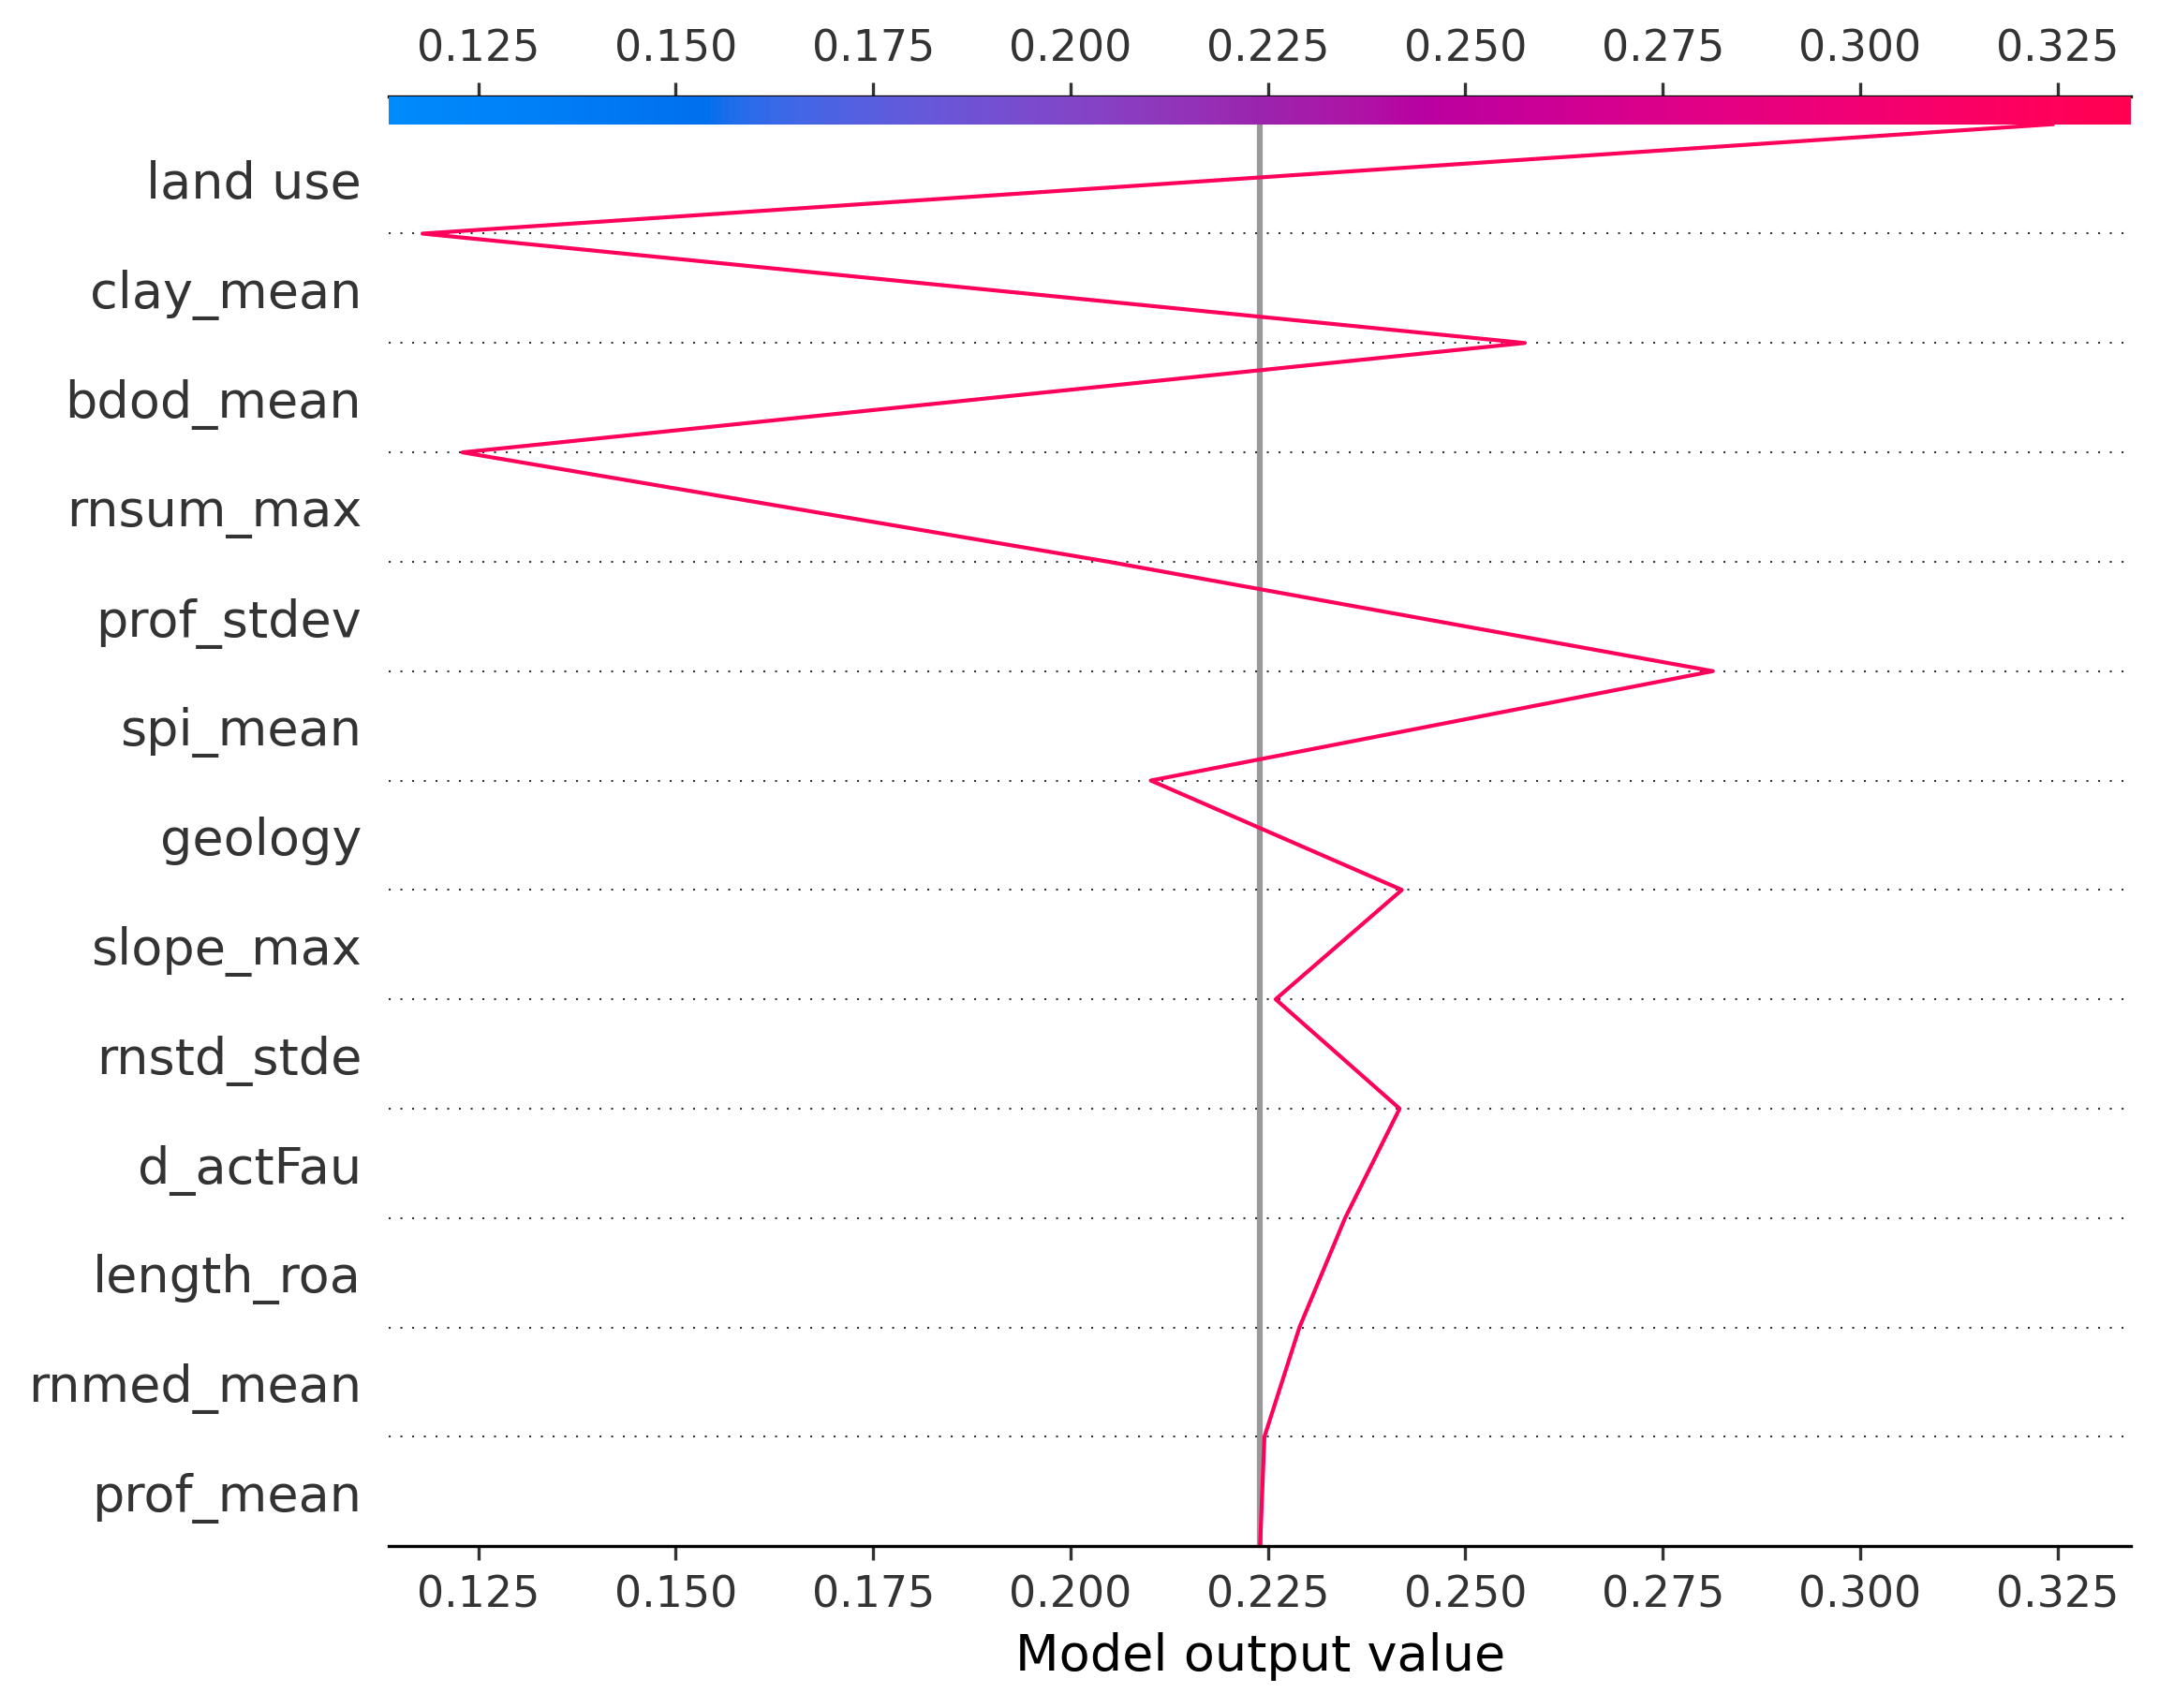 0.125 0.150 0.175 0.200 0.225 0.250 0.275 0.300 0.325
land use
clay_mean
bdod_mean
rnsum_max
prof_stdev
spi_mean
geology
slope_max
rnstd_stde
d_actFau
length_roa
rnmed_mean
prof_mean
0.125 0.150 0.175 0.200 0.225 0.250 0.275 0.300 0.325
Model output value